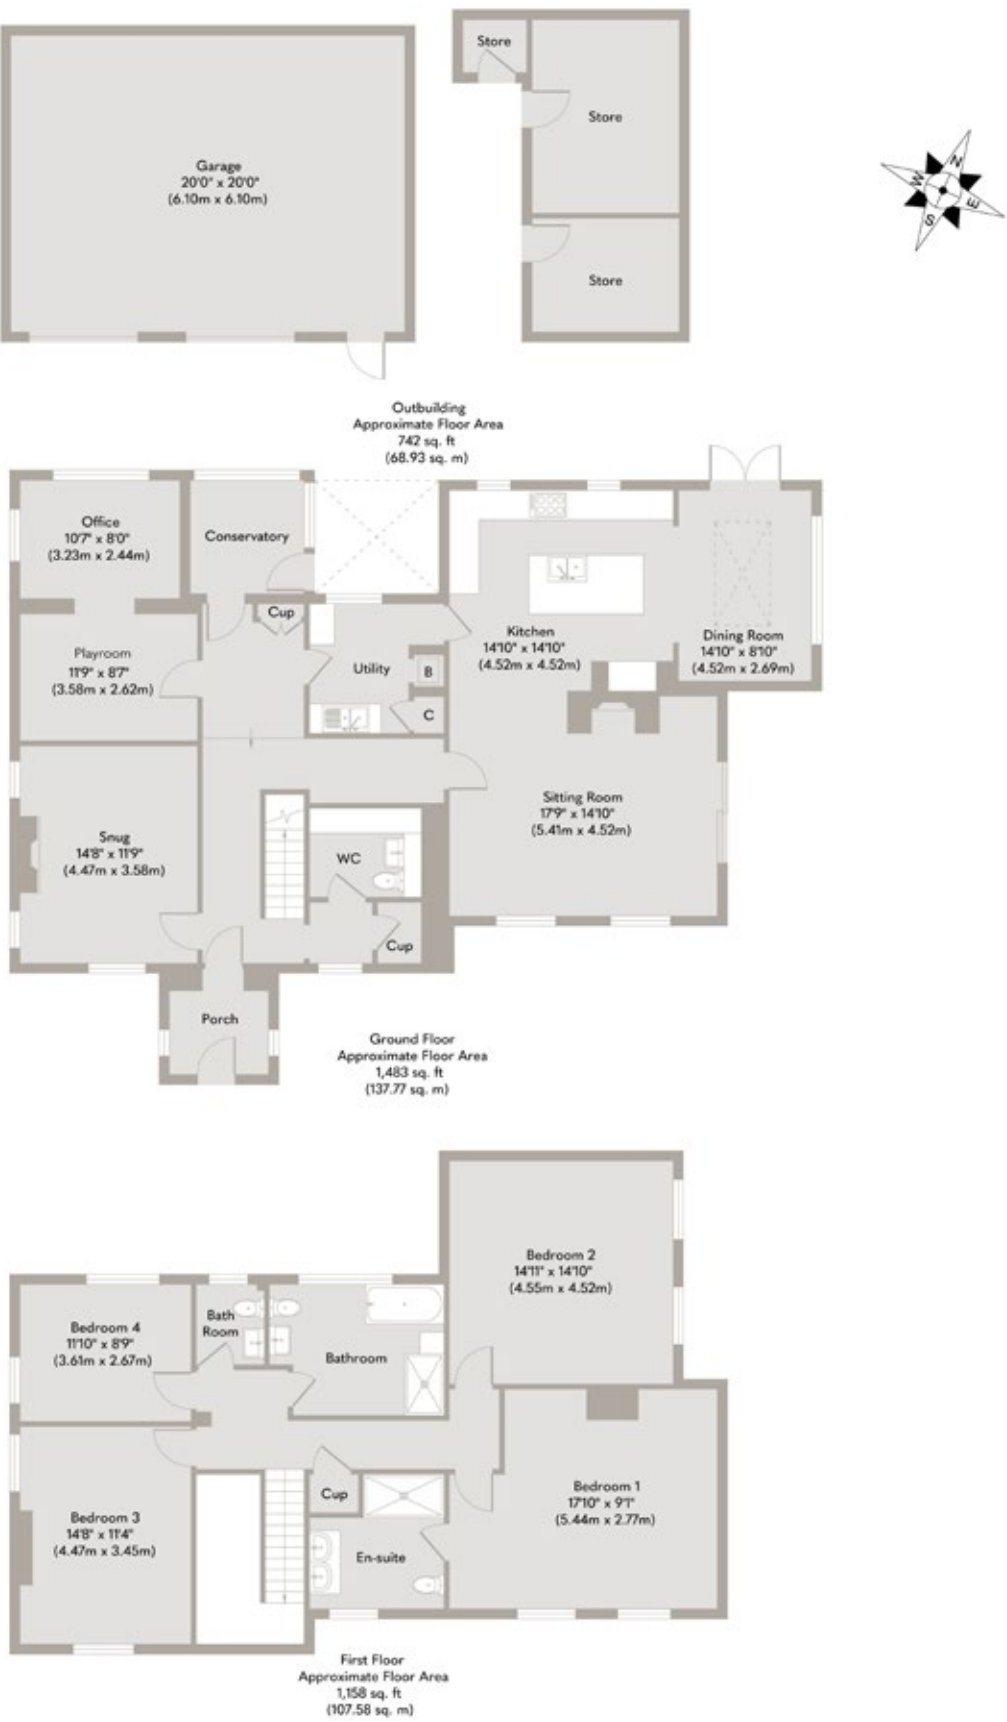 Garage
20'0" x 20'0"
(6.10m x 6.10m)
Store
Store
Store
N
E
S
W
Outbuilding
Approximate Floor Area
742 sq. ft
(68.93 sq. m)
Office
10'7" x 8'0"
(3.23m x 2.44m)
Conservatory
Cup
Playroom
11'9" x 8'7"
(3.58m x 2.62m)
Utility
B
C
Kitchen
14'10" x 14'10"
(4.52m x 4.52m)
Dining Room
14'10" x 8'10"
(4.52m x 2.69m)
Snug
14'8" x 11'9"
(4.47m x 3.58m)
WC
Cup
Sitting Room
17'9" x 14'10"
(5.41m x 4.52m)
Porch
Ground Floor
Approximate Floor Area
1,483 sq. ft
(137.77 sq. m)
Bedroom 2
14'11" x 14'10"
(4.55m x 4.52m)
Bedroom 4
11'10" x 8'9"
(3.61m x 2.67m)
Bath
Room
Bathroom
Bedroom 3
14'8" x 11'4"
(4.47m x 3.45m)
Cup
En-suite
Bedroom 1
17'10" x 9'1"
(5.44m x 2.77m)
First Floor
Approximate Floor Area
1,158 sq. ft
(107.58 sq. m)